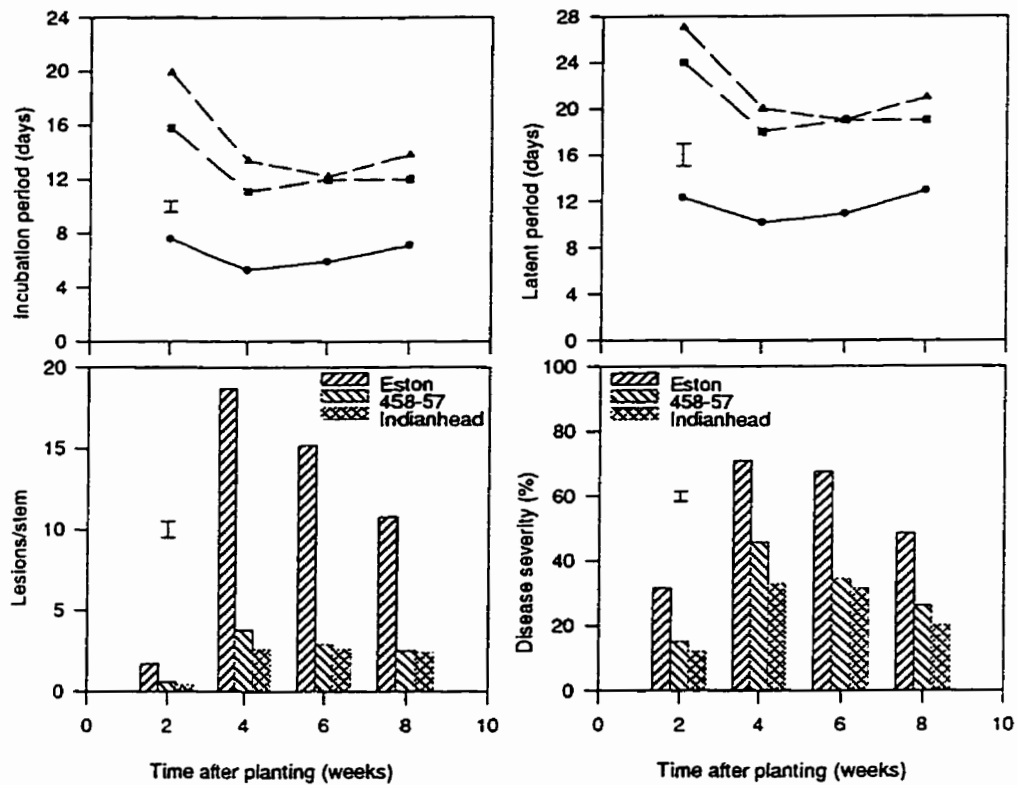 Incubation period (days)
24
20
16
12
8
4
0
Latent period (days)
28
24
20
16
12
8
4
0
Lesions/stem
20
15
10
5
0
Eston
458-57
Indianhead
0 2 4 6 8 10
Time after planting (weeks)
Disease severity (%)
100
80
60
40
20
0
Eston
458-57
Indianhead
0 2 4 6 8 10
Time after planting (weeks)